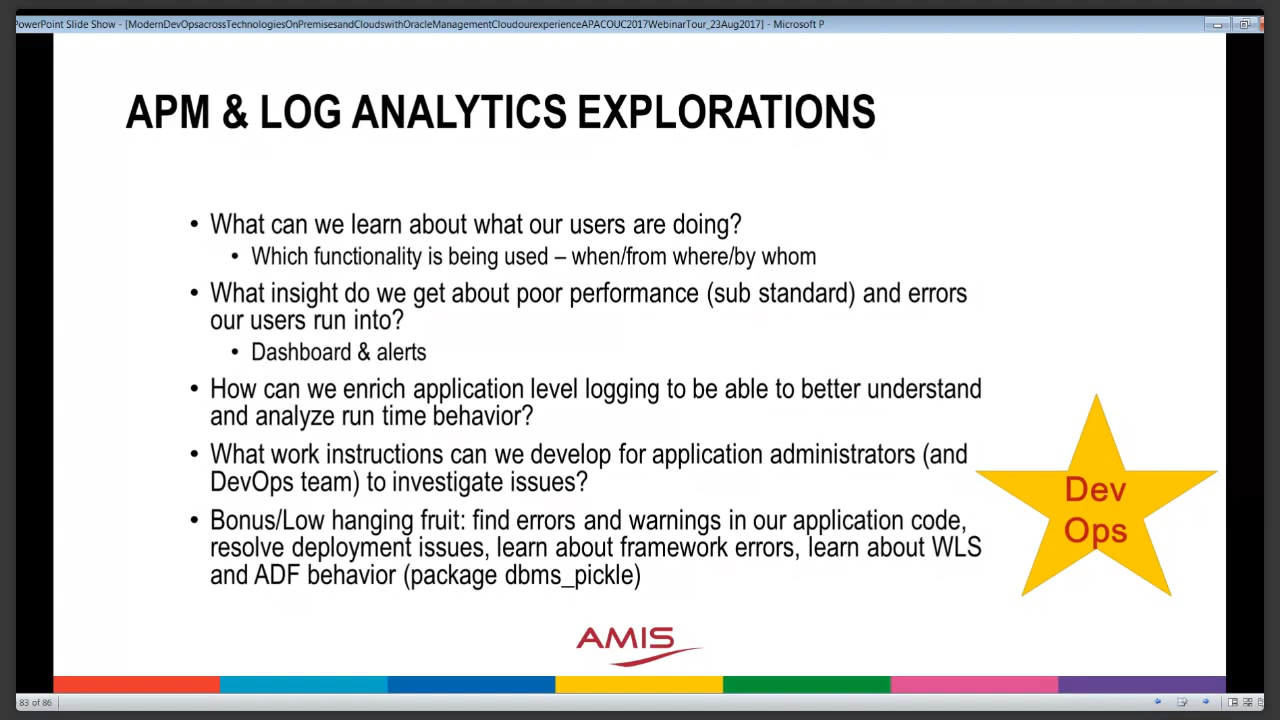 PowerPoint Slide Show - [ModernDevOpsacrossTechnologiesOnPremisesandCloudswithOracleManagementCloudourexperienceAPACOUC2017WebinarTour_23Aug2017] - Microsoft P
APM & LOG ANALYTICS EXPLORATIONS
• What can we learn about what our users are doing?
• Which functionality is being used – when/from where/by whom
• What insight do we get about poor performance (sub standard) and errors
our users run into?
• Dashboard & alerts
• How can we enrich application level logging to be able to better understand
and analyze run time behavior?
• What work instructions can we develop for application administrators (and
DevOps team) to investigate issues?
• Bonus/Low hanging fruit: find errors and warnings in our application code,
resolve deployment issues, learn about framework errors, learn about WLS
and ADF behavior (package dbms_pickle)
Dev
Ops
AMIS
83 of 86